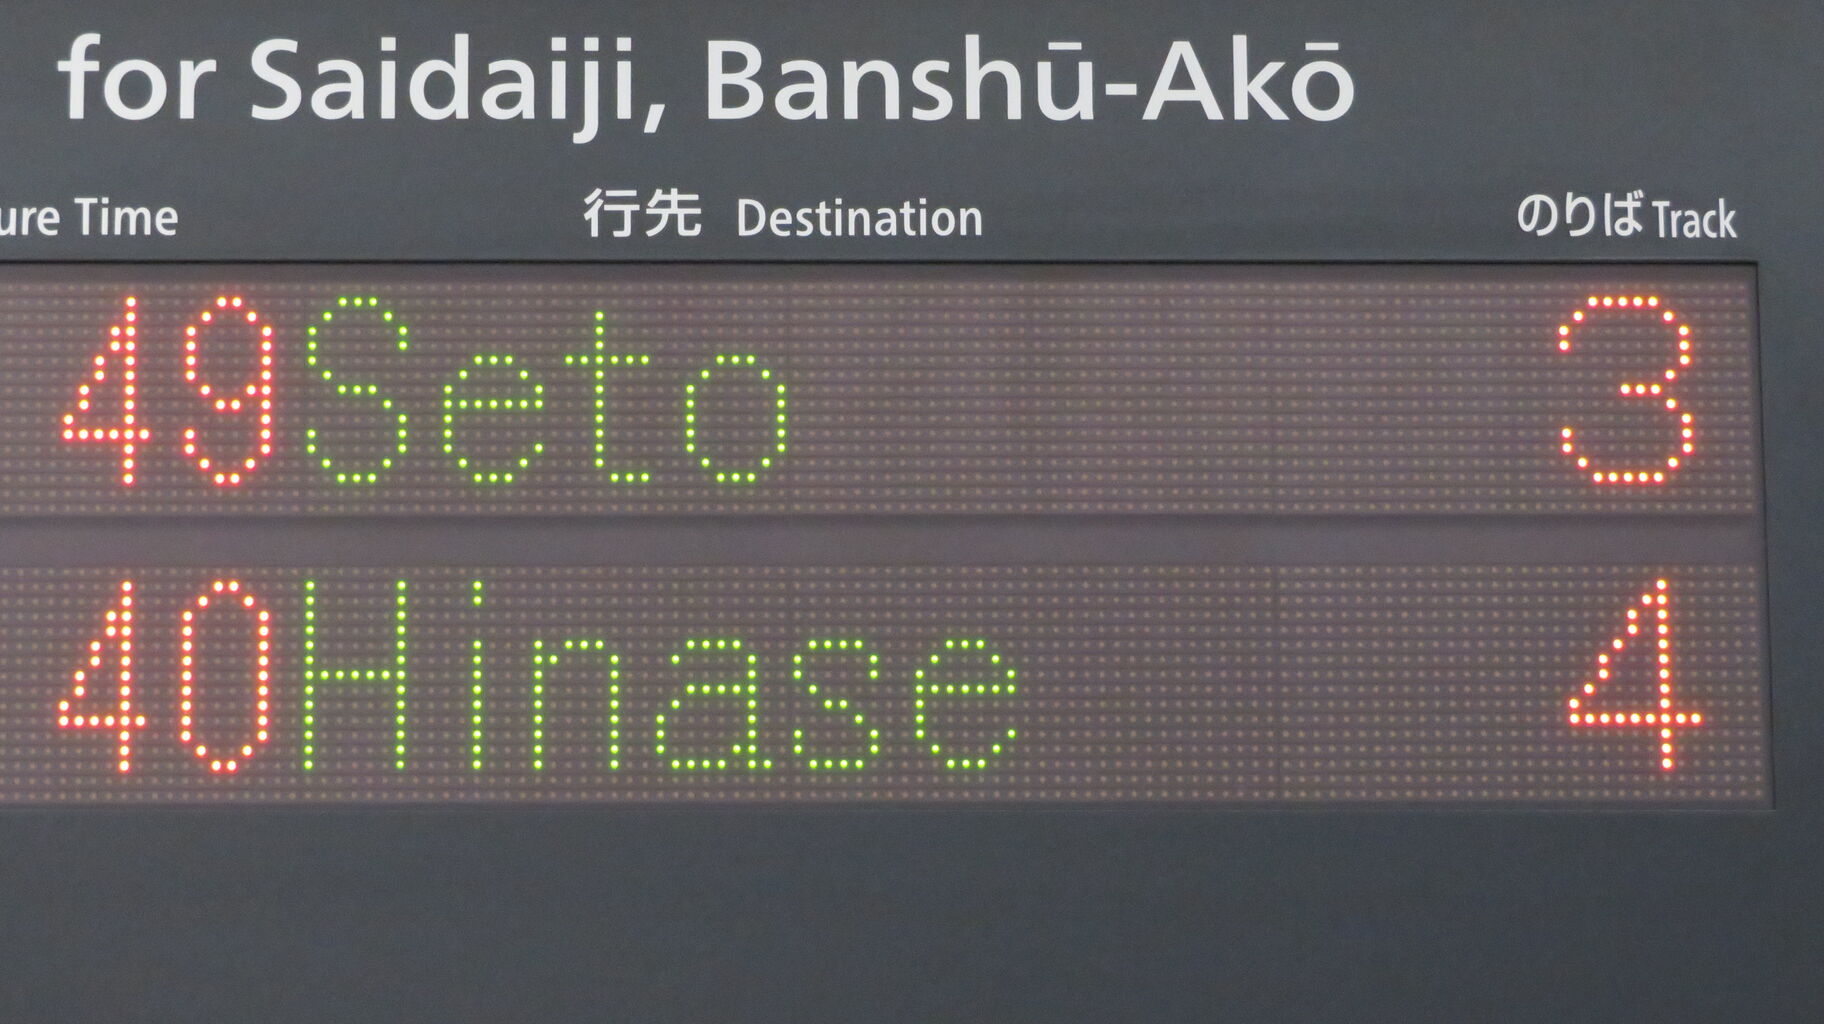 for Saidaiji, Banshū-Akō
ure Time 行先 Destination のりば Track
49 Seto 3
40 Hinase 4